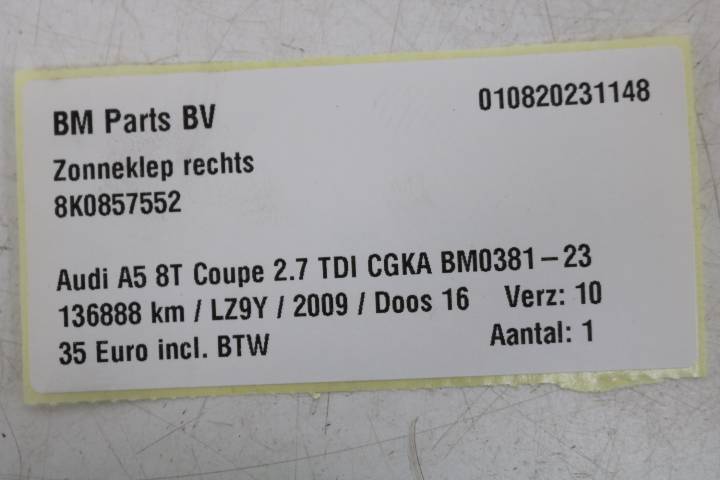 BM Parts BV 010820231148
Zonneklep rechts
8K0857552
Audi A5 8T Coupe 2.7 TDI CGKA BM0381-23
136888 km / LZ9Y / 2009 / Doos 16 Verz: 10
35 Euro incl. BTW Aantal: 1